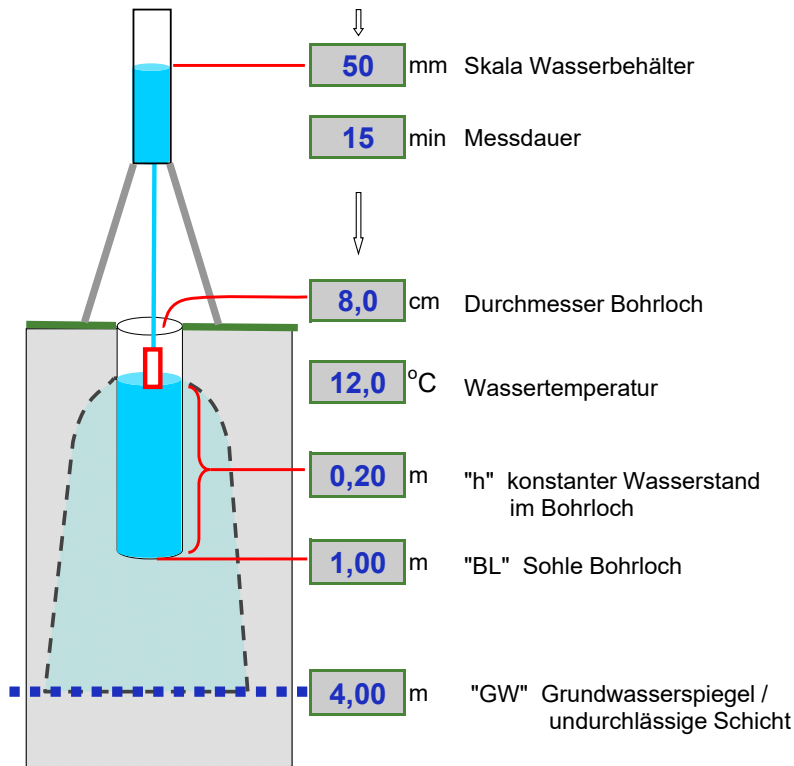 50 mm Skala Wasserbehälter
15 min Messdauer
8,0 cm Durchmesser Bohrloch
12,0 °C Wassertemperatur
0,20 m "h" konstanter Wasserstand
im Bohrloch
1,00 m "BL" Sohle Bohrloch
4,00 m "GW" Grundwasserspiegel /
undurchlässige Schicht